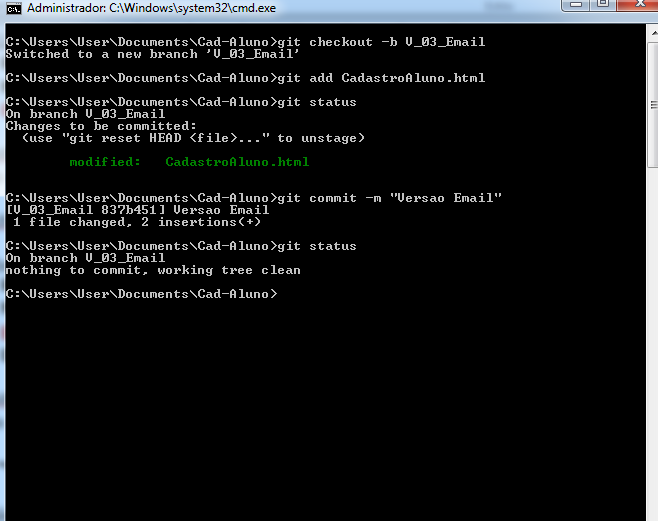 Administrador: C:\Windows\system32\cmd.exe
C:\Users\User\Documents\Cad-Aluno>git checkout -b V_03_Email
Switched to a new branch 'V_03_Email'
C:\Users\User\Documents\Cad-Aluno>git add CadastroAluno.html
C:\Users\User\Documents\Cad-Aluno>git status
On branch V_03_Email
Changes to be committed:
  (use "git reset HEAD <file>..." to unstage)
        modified:   CadastroAluno.html
C:\Users\User\Documents\Cad-Aluno>git commit -m "Versao Email"
[V_03_Email 837b451] Versao Email
 1 file changed, 2 insertions(+)
C:\Users\User\Documents\Cad-Aluno>git status
On branch V_03_Email
nothing to commit, working tree clean
C:\Users\User\Documents\Cad-Aluno>